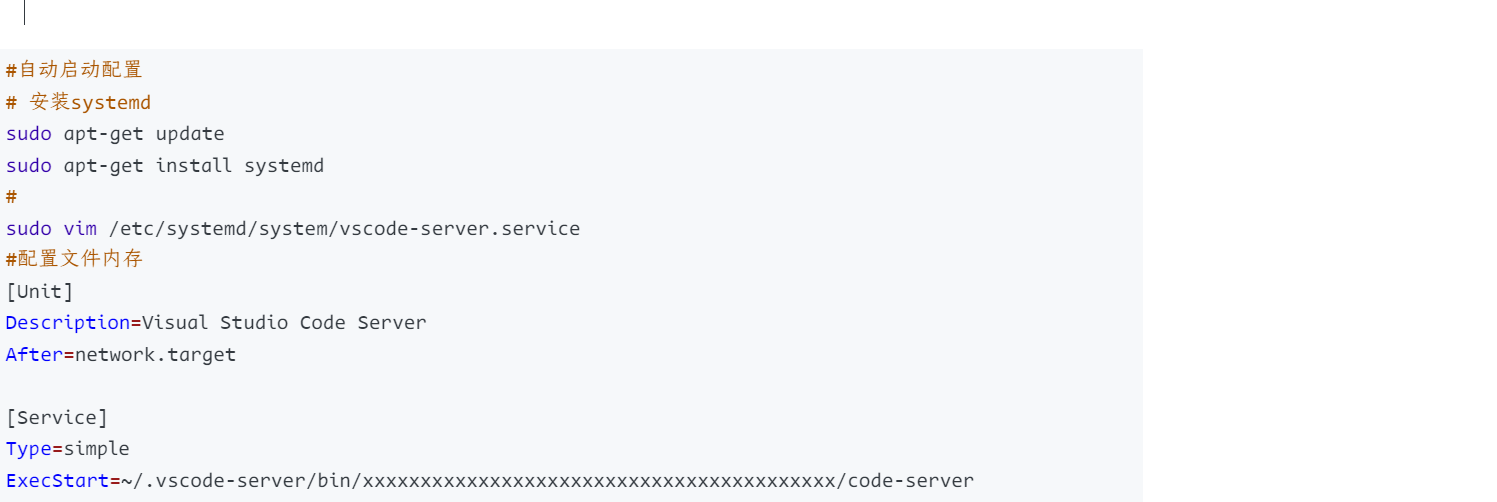 #自动启动配置
# 安装systemd
sudo apt-get update
sudo apt-get install systemd
#
sudo vim /etc/systemd/system/vscode-server.service
#配置文件内存
[Unit]
Description=Visual Studio Code Server
After=network.target
[Service]
Type=simple
ExecStart=~/.vscode-server/bin/xxxxxxxxxxxxxxxxxxxxxxxxxxxxxxxxxxxxxxxxx/code-server